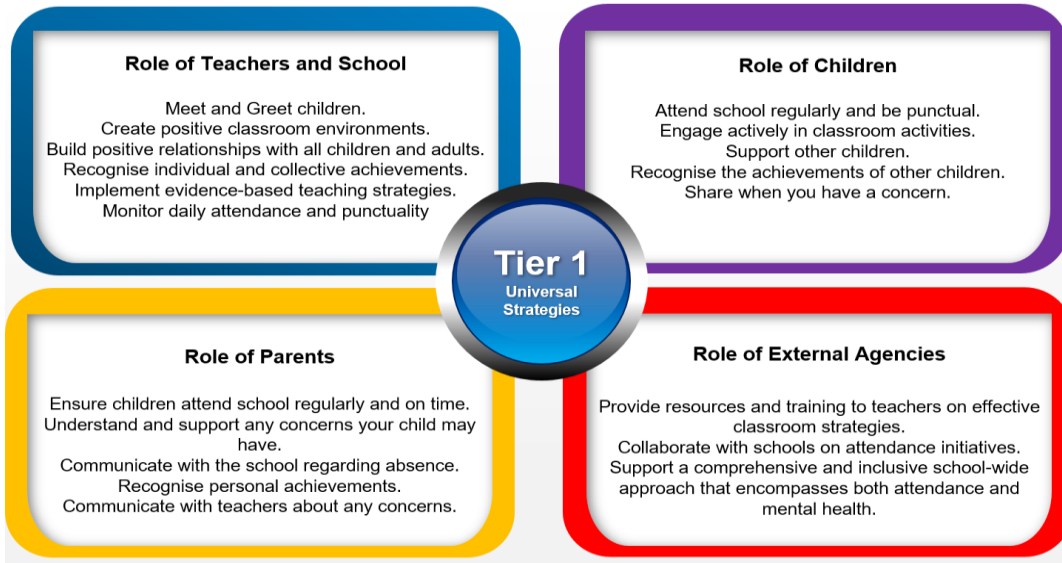 Role of Teachers and School
Meet and Greet children.
Create positive classroom environments.
Build positive relationships with all children and adults.
Recognise individual and collective achievements.
Implement evidence-based teaching strategies.
Monitor daily attendance and punctuality
Role of Children
Attend school regularly and be punctual.
Engage actively in classroom activities.
Support other children.
Recognise the achievements of other children.
Share when you have a concern.
Tier 1
Universal
Strategies
Role of Parents
Ensure children attend school regularly and on time.
Understand and support any concerns your child may
have.
Communicate with the school regarding absence.
Recognise personal achievements.
Communicate with teachers about any concerns.
Role of External Agencies
Provide resources and training to teachers on effective
classroom strategies.
Collaborate with schools on attendance initiatives.
Support a comprehensive and inclusive school-wide
approach that encompasses both attendance and
mental health.